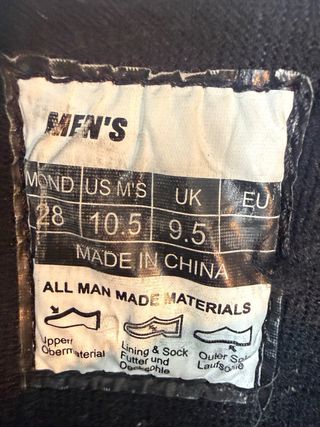 MEN'S
MOND US M'S UK EU
28 10.5 9.5
MADE IN CHINA
ALL MAN MADE MATERIALS
Upper/
Obermaterial
Lining & Sock
Futter und
Decksohle
Outer Sole
Laufsohle